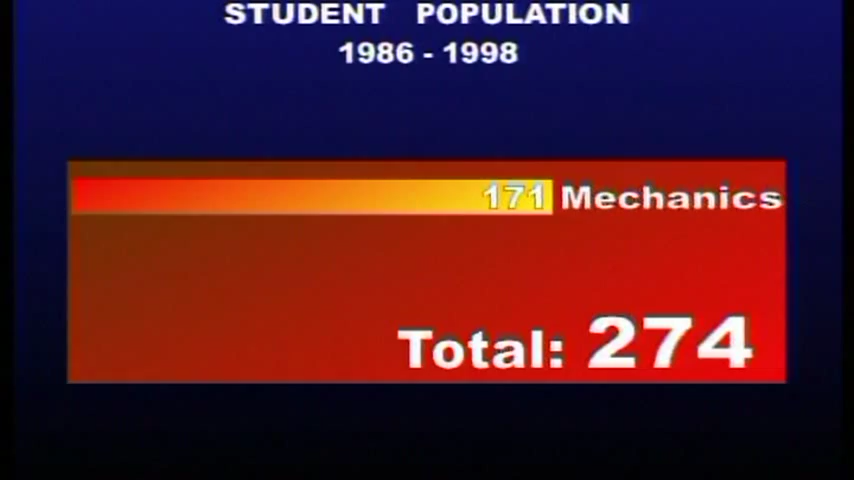 STUDENT POPULATION
1986 - 1998
171 Mechanics
Total: 274